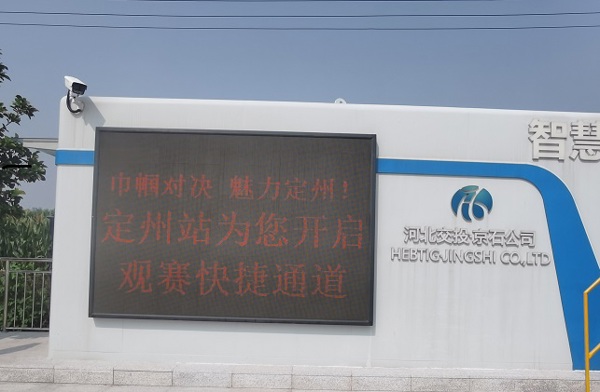 巾帼对决 魅力定州!
定州站为您开启
观赛快捷通道
智慧
河北交投京石公司
HEBTIGJINGSHI CO.,LTD